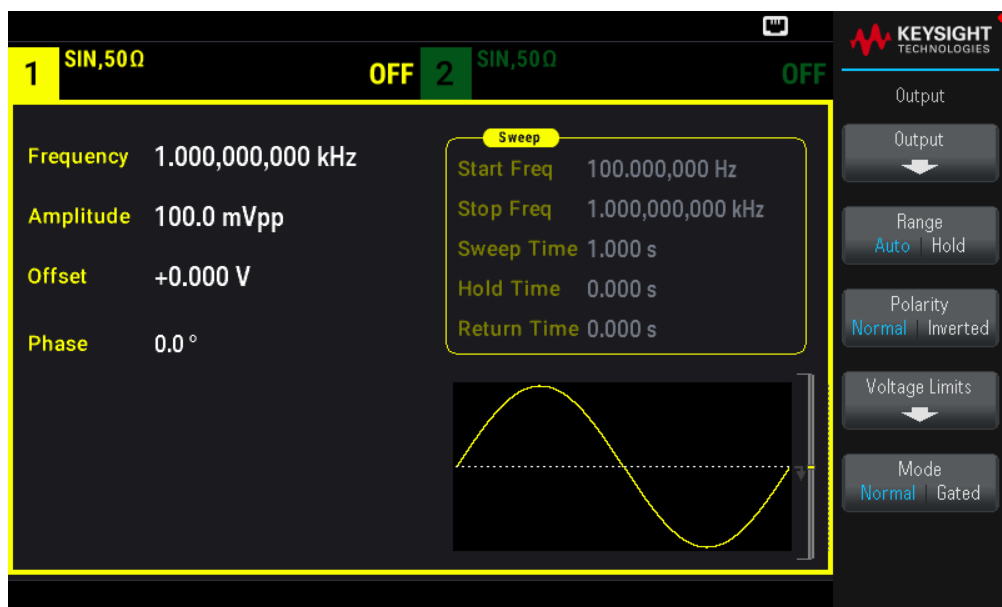 KEYSIGHT
TECHNOLOGIES
1 SIN,50Ω OFF 2 SIN,50Ω OFF
Output
Frequency 1.000,000,000 kHz
Amplitude 100.0 mVpp
Offset +0.000 V
Phase 0.0 °
Sweep
Start Freq 100.000,000 Hz
Stop Freq 1.000,000,000 kHz
Sweep Time 1.000 s
Hold Time 0.000 s
Return Time 0.000 s
Output
Range
Auto | Hold
Polarity
Normal | Inverted
Voltage Limits
Mode
Normal | Gated